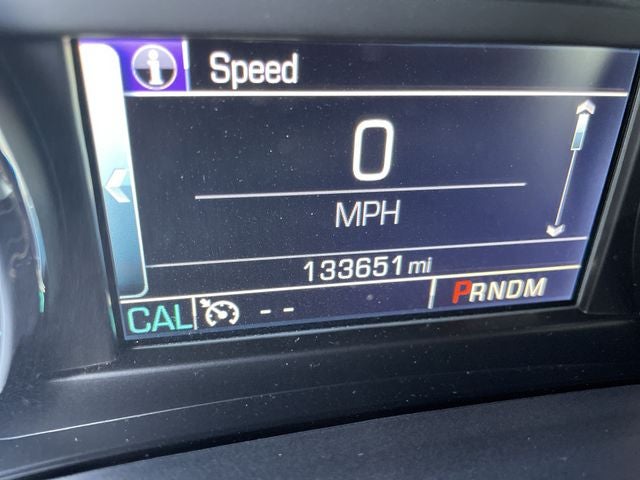 i Speed
0
MPH
133651 mi
CAL -- PRNDM